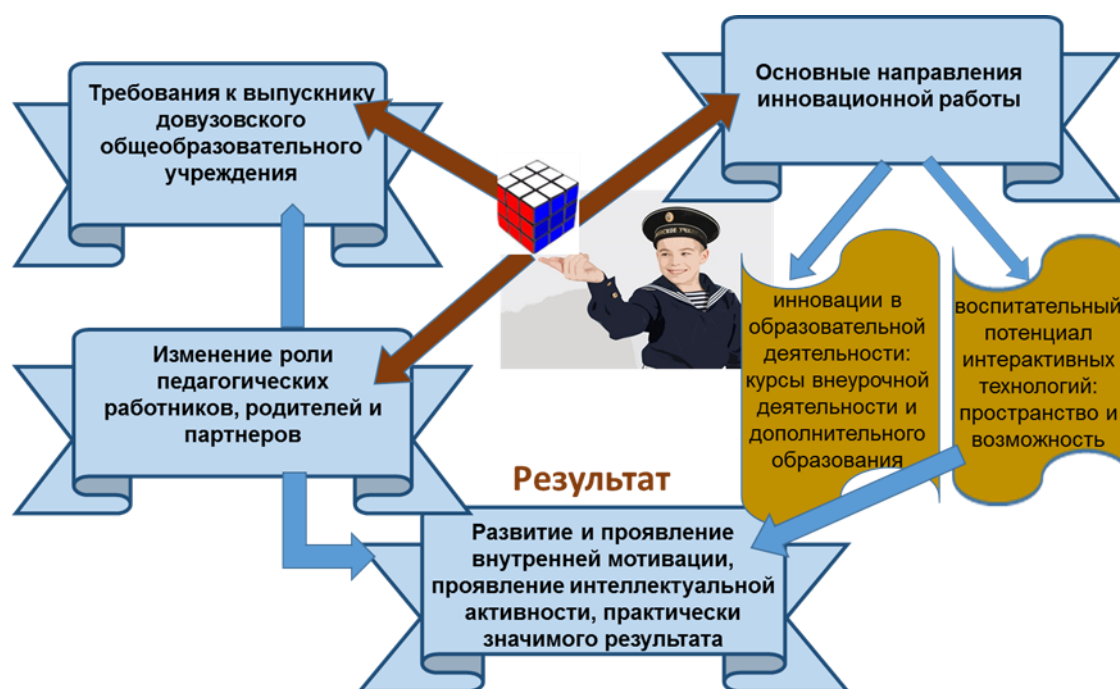 Требования к выпускнику
довузовского
общеобразовательного
учреждения
Основные направления
инновационной работы
Изменение роли
педагогических
работников, родителей и
партнеров
инновации в
образовательной
деятельности:
курсы внеурочной
деятельности и
дополнительного
образования
воспитательный
потенциал
интерактивных
технологий:
пространство и
возможность
Результат
Развитие и проявление
внутренней мотивации,
проявление интеллектуальной
активности, практически
значимого результата